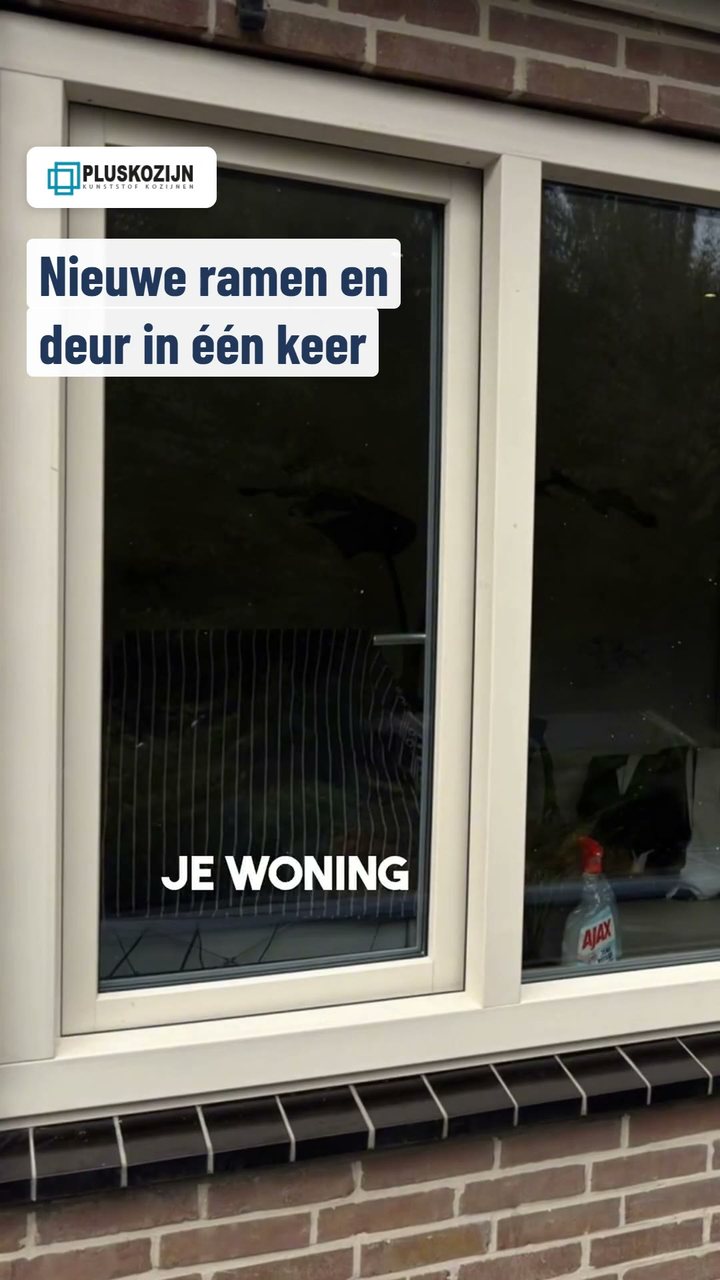 PLUSKOZIJN
KUNSTSTOF KOZIJNEN
Nieuwe ramen en
deur in één keer
JE WONING
AJAX